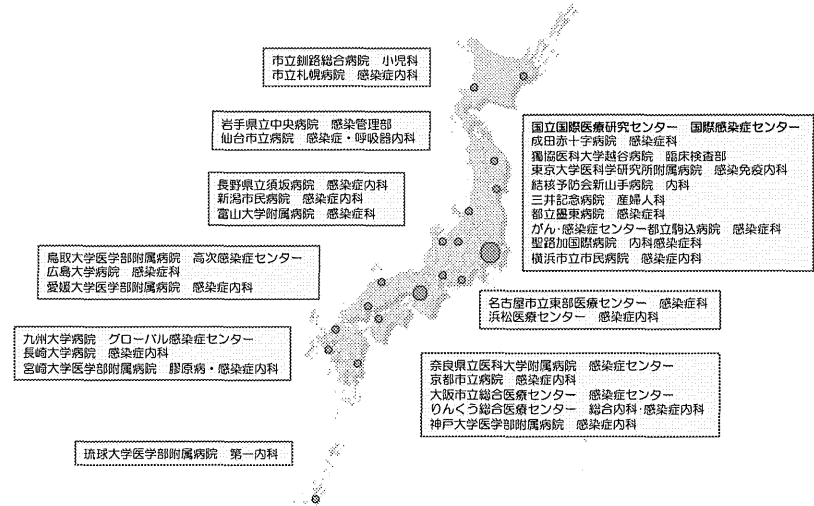 市立釧路総合病院　小児科
市立札幌病院　感染症内科
岩手県立中央病院　感染管理部
仙台市立病院　感染症・呼吸器内科
国立国際医療研究センター　国際感染症センター
成田赤十字病院　感染症科
獨協医科大学越谷病院　臨床検査部
東京大学医科学研究所附属病院　感染免疫内科
結核予防会新山手病院　内科
三井記念病院　産婦人科
都立墨東病院　感染症科
がん・感染症センター都立駒込病院　感染症科
聖路加国際病院　内科感染症科
横浜市立市民病院　感染症内科
長野県立須坂病院　感染症内科
新潟市民病院　感染症内科
富山大学附属病院　感染症科
鳥取大学医学部附属病院　高次感染症センター
広島大学病院　感染症科
愛媛大学医学部附属病院　感染症内科
名古屋市立東部医療センター　感染症科
浜松医療センター　感染症内科
九州大学病院　グローバル感染症センター
長崎大学病院　感染症内科
宮崎大学医学部附属病院　膠原病・感染症内科
奈良県立医科大学附属病院　感染症センター
京都市立病院　感染症内科
大阪市立総合医療センター　感染症センター
りんくう総合医療センター　総合内科・感染症内科
神戸大学医学部附属病院　感染症内科
琉球大学医学部附属病院　第一内科